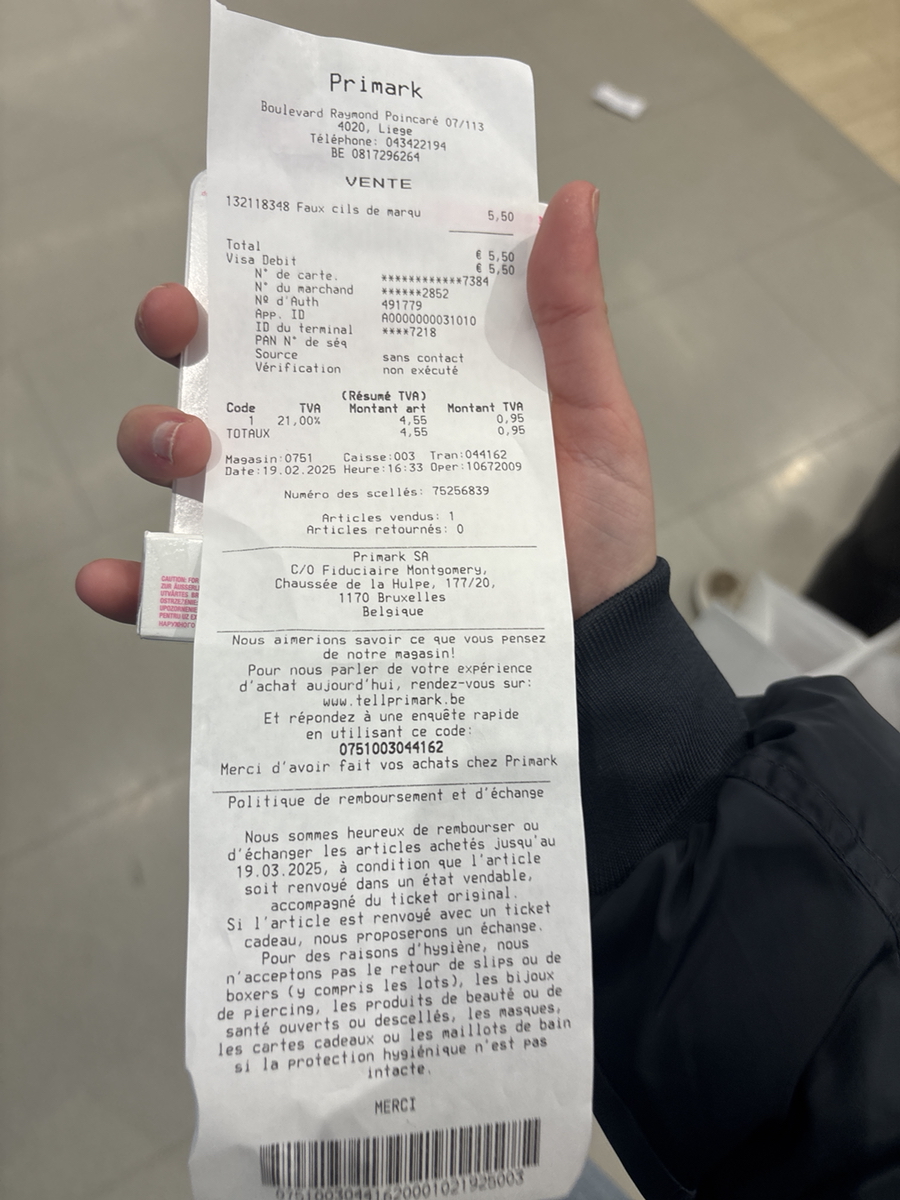 Primark
Boulevard Raymond Poincaré 07/113
4020, Liege
Téléphone: 043422194
BE 0817296264
VENTE
132118348 Faux cils de marqu 5,50
Total € 5,50
Visa Debit € 5,50
N° de carte. ************7384
N° du marchand ******2852
Nº d'Auth 491779
App. ID A0000000031010
ID du terminal ****7218
PAN N° de séq
Source sans contact
Vérification non exécuté
(Résumé TVA)
Code TVA Montant art Montant TVA
1 21,00% 4,55 0,95
TOTAUX 4,55 0,95
Magasin:0751 Caisse:003 Tran:044162
Date:19.02.2025 Heure:16:33 Oper:10672009
Numéro des scellés: 75256839
Articles vendus: 1
Articles retournés: 0
Primark SA
C/O Fiduciaire Montgomery,
Chaussée de la Hulpe, 177/20,
1170 Bruxelles
Belgique
Nous aimerions savoir ce que vous pensez
de notre magasin!
Pour nous parler de votre expérience
d'achat aujourd'hui, rendez-vous sur:
www.tellprimark.be
Et répondez à une enquête rapide
en utilisant ce code:
0751003044162
Merci d'avoir fait vos achats chez Primark
Politique de remboursement et d'échange
Nous sommes heureux de rembourser ou
d'échanger les articles achetés jusqu'au
19.03.2025, à condition que l'article
soit renvoyé dans un état vendable,
accompagné du ticket original.
Si l'article est renvoyé avec un ticket
cadeau, nous proposerons un échange.
Pour des raisons d'hygiène, nous
n'acceptons pas le retour de slips ou de
boxers (y compris les lots), les bijoux
de piercing, les produits de beauté ou de
santé ouverts ou descellés, les masques,
les cartes cadeaux ou les maillots de bain
si la protection hygiénique n'est pas
intacte.
MERCI
07510030441620001021925003
CAUTION: FOR
ZUR ÄUSSERL